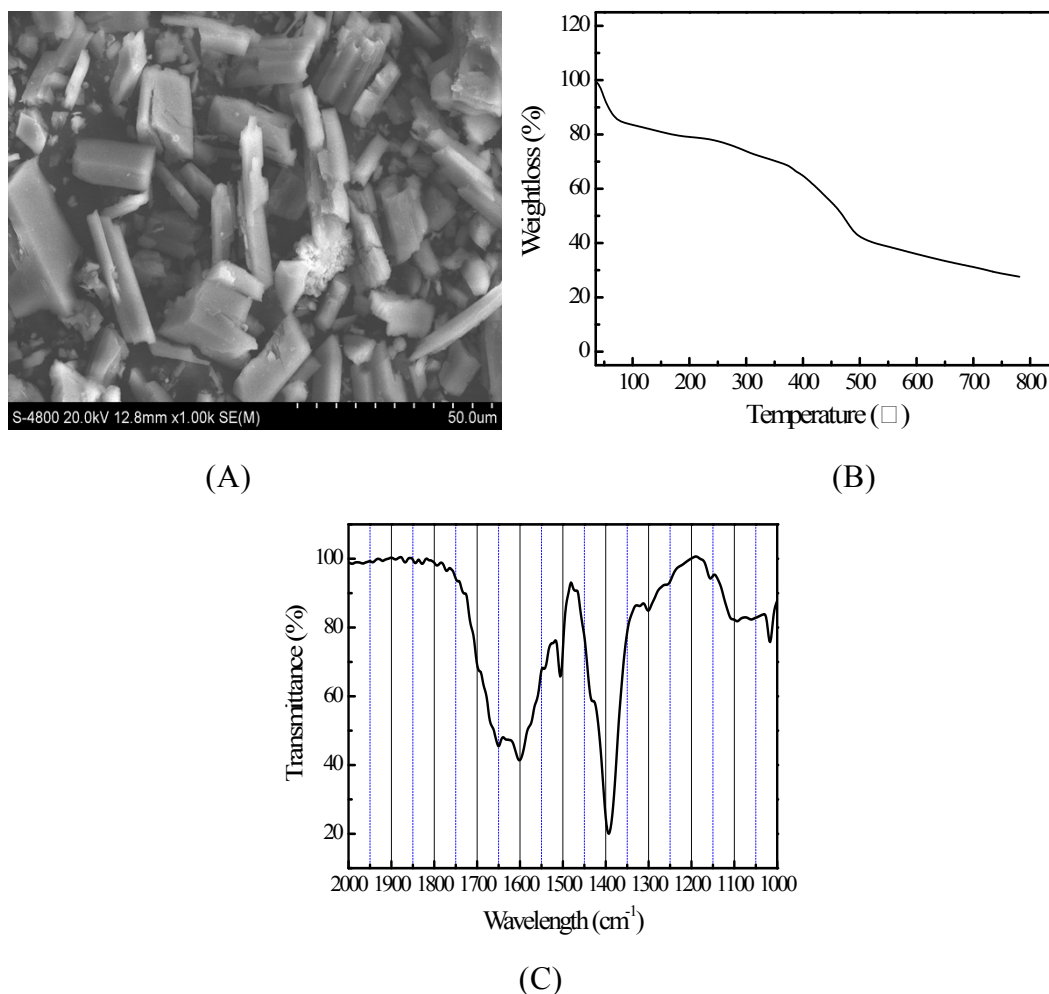 S-4800 20.0kV 12.8mm x1.00k SE(M) 50.0um
(A)
120
100
80
60
40
20
0
Weightloss (%)
100 200 300 400 500 600 700 800
Temperature (□)
(B)
100
80
60
40
20
Transmittance (%)
2000 1900 1800 1700 1600 1500 1400 1300 1200 1100 1000
Wavelength (cm⁻¹)
(C)